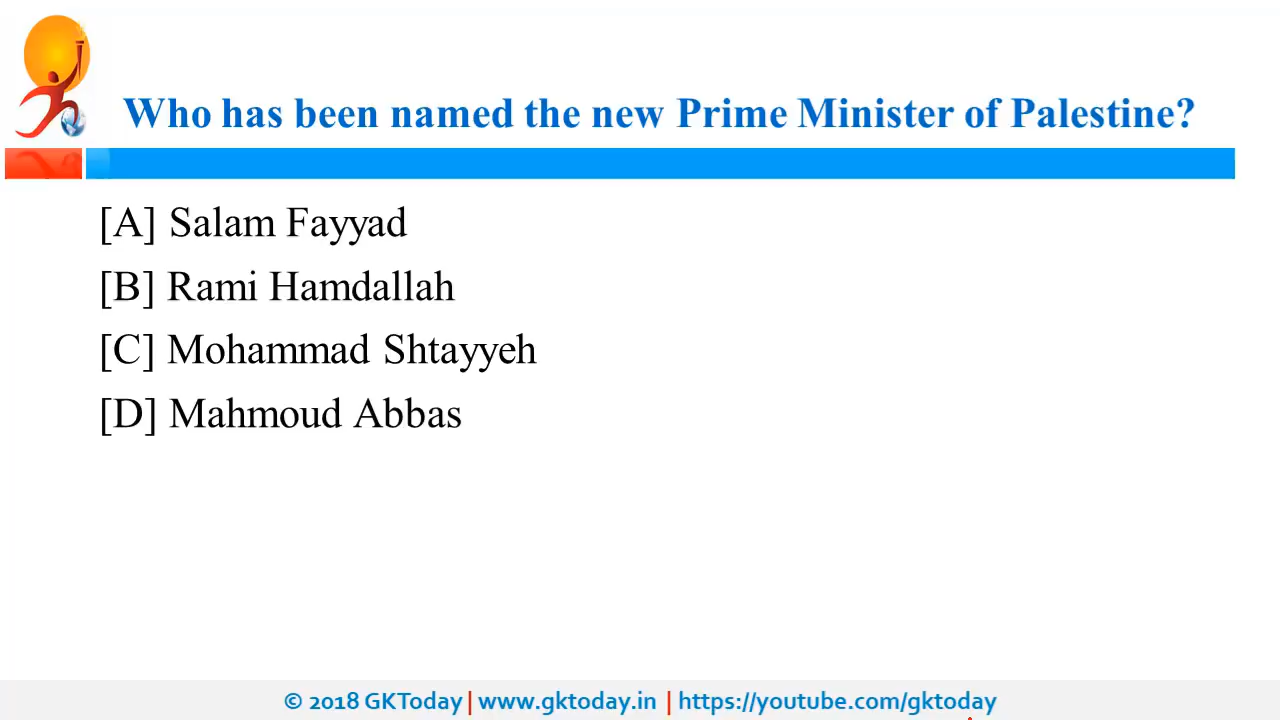 Who has been named the new Prime Minister of Palestine?
[A] Salam Fayyad
[B] Rami Hamdallah
[C] Mohammad Shtayyeh
[D] Mahmoud Abbas
© 2018 GKToday | www.gktoday.in | https://youtube.com/gktoday